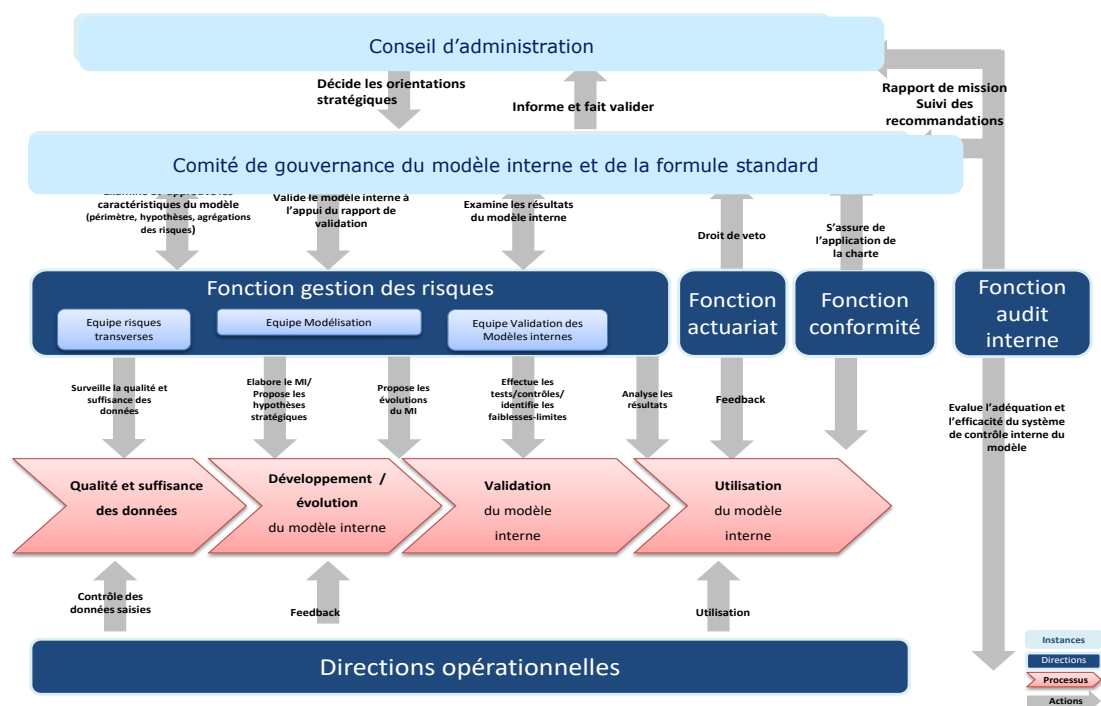 Conseil d’administration
Décide les orientations
stratégiques
Informe et fait valider
Rapport de mission
Suivi des
recommandations
Comité de gouvernance du modèle interne et de la formule standard
caractéristiques du modèle
(périmètre, hypothèses, agrégations
des risques)
Valide le modèle interne à
l’appui du rapport de
validation
Examine les résultats
du modèle interne
Droit de veto
S’assure de
l’application de
la charte
Fonction gestion des risques
Equipe risques
transverses
Equipe Modélisation
Equipe Validation des
Modèles internes
Fonction
actuariat
Fonction
conformité
Fonction
audit
interne
Surveille la qualité et
suffisance des
données
Elabore le MI/
Propose les
hypothèses
stratégiques
Propose les
évolutions
du MI
Effectue les
tests/contrôles/
identifie les
faiblesses-limites
Analyse les
résultats
Feedback
Evalue l’adéquation et
l’efficacité du système
de contrôle interne du
modèle
Qualité et suffisance
des données
Développement /
évolution
du modèle interne
Validation
du modèle
interne
Utilisation
du modèle
interne
Contrôle des
données saisies
Feedback
Utilisation
Directions opérationnelles
Instances
Directions
Processus
Actions